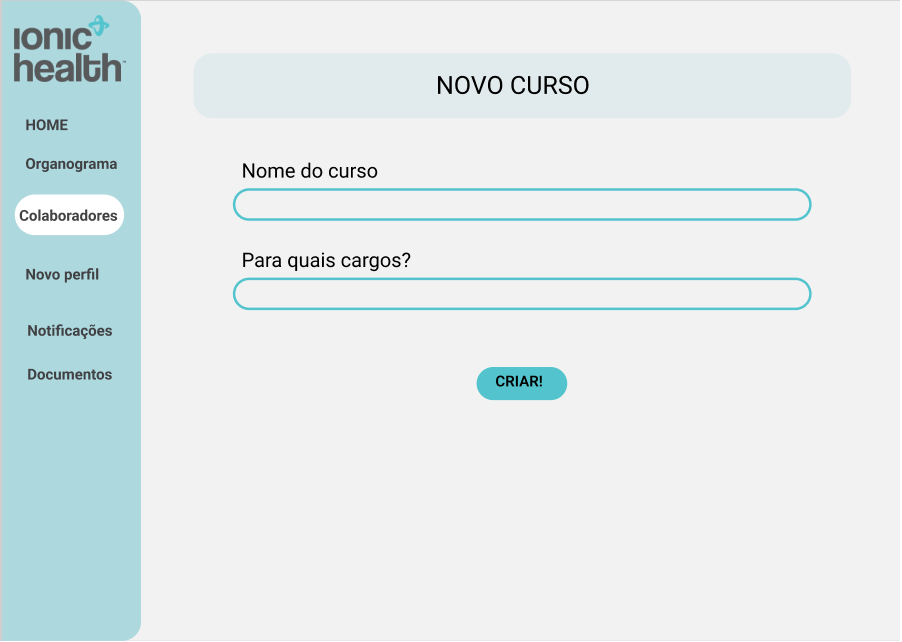 ionic
health™
HOME
Organograma
Colaboradores
Novo perfil
Notificações
Documentos
NOVO CURSO
Nome do curso
Para quais cargos?
CRIAR!